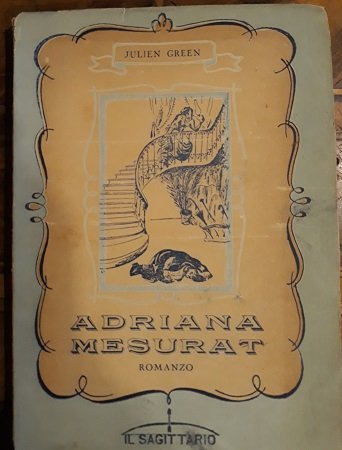 JULIEN GREEN
ADRIANA
MESURAT
ROMANZO
IL SAGITTARIO